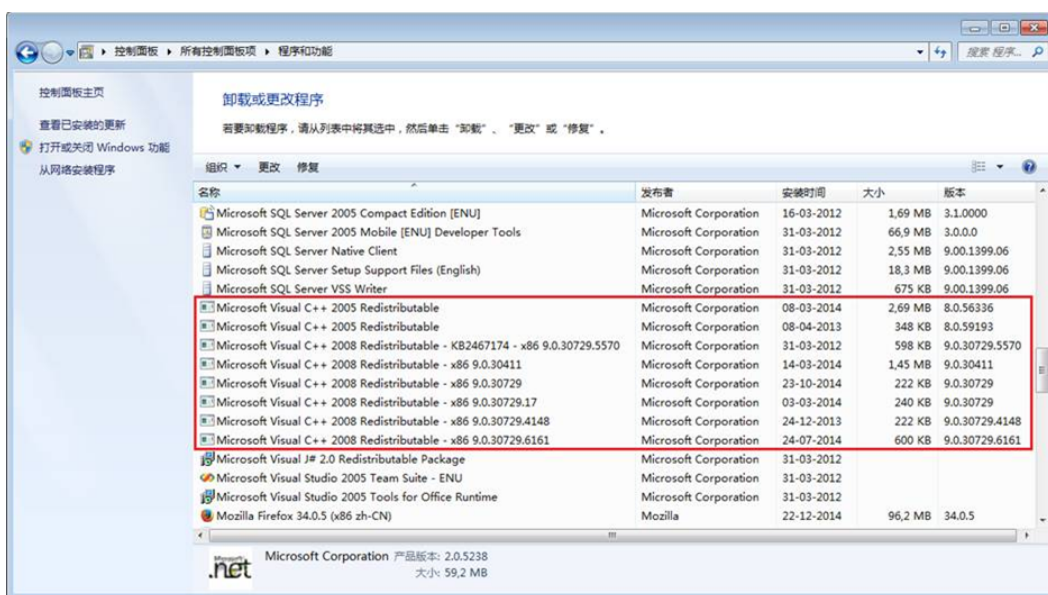 控制面板 ▸ 所有控制面板项 ▸ 程序和功能
搜索 程序...
控制面板主页
查看已安装的更新
打开或关闭 Windows 功能
从网络安装程序
卸载或更改程序
若要卸载程序，请从列表中将其选中，然后单击“卸载”、“更改”或“修复”。
组织 更改 修复
名称 发布者 安装时间 大小 版本
Microsoft SQL Server 2005 Compact Edition [ENU] Microsoft Corporation 16-03-2012 1,69 MB 3.1.0000
Microsoft SQL Server 2005 Mobile [ENU] Developer Tools Microsoft Corporation 31-03-2012 66,9 MB 3.0.0.0
Microsoft SQL Server Native Client Microsoft Corporation 31-03-2012 2,55 MB 9.00.1399.06
Microsoft SQL Server Setup Support Files (English) Microsoft Corporation 31-03-2012 18,3 MB 9.00.1399.06
Microsoft SQL Server VSS Writer Microsoft Corporation 31-03-2012 675 KB 9.00.1399.06
Microsoft Visual C++ 2005 Redistributable Microsoft Corporation 08-03-2014 2,69 MB 8.0.56336
Microsoft Visual C++ 2005 Redistributable Microsoft Corporation 08-04-2013 348 KB 8.0.59193
Microsoft Visual C++ 2008 Redistributable - KB2467174 - x86 9.0.30729.5570 Microsoft Corporation 31-03-2012 598 KB 9.0.30729.5570
Microsoft Visual C++ 2008 Redistributable - x86 9.0.30411 Microsoft Corporation 14-03-2014 1,45 MB 9.0.30411
Microsoft Visual C++ 2008 Redistributable - x86 9.0.30729 Microsoft Corporation 23-10-2014 222 KB 9.0.30729
Microsoft Visual C++ 2008 Redistributable - x86 9.0.30729.17 Microsoft Corporation 03-03-2014 240 KB 9.0.30729
Microsoft Visual C++ 2008 Redistributable - x86 9.0.30729.4148 Microsoft Corporation 24-12-2013 222 KB 9.0.30729.4148
Microsoft Visual C++ 2008 Redistributable - x86 9.0.30729.6161 Microsoft Corporation 24-07-2014 600 KB 9.0.30729.6161
Microsoft Visual J# 2.0 Redistributable Package Microsoft Corporation 31-03-2012
Microsoft Visual Studio 2005 Team Suite - ENU Microsoft Corporation 31-03-2012
Microsoft Visual Studio 2005 Tools for Office Runtime Microsoft Corporation 31-03-2012
Mozilla Firefox 34.0.5 (x86 zh-CN) Mozilla 22-12-2014 96,2 MB 34.0.5
.net
Microsoft Corporation 产品版本: 2.0.5238
大小: 59,2 MB